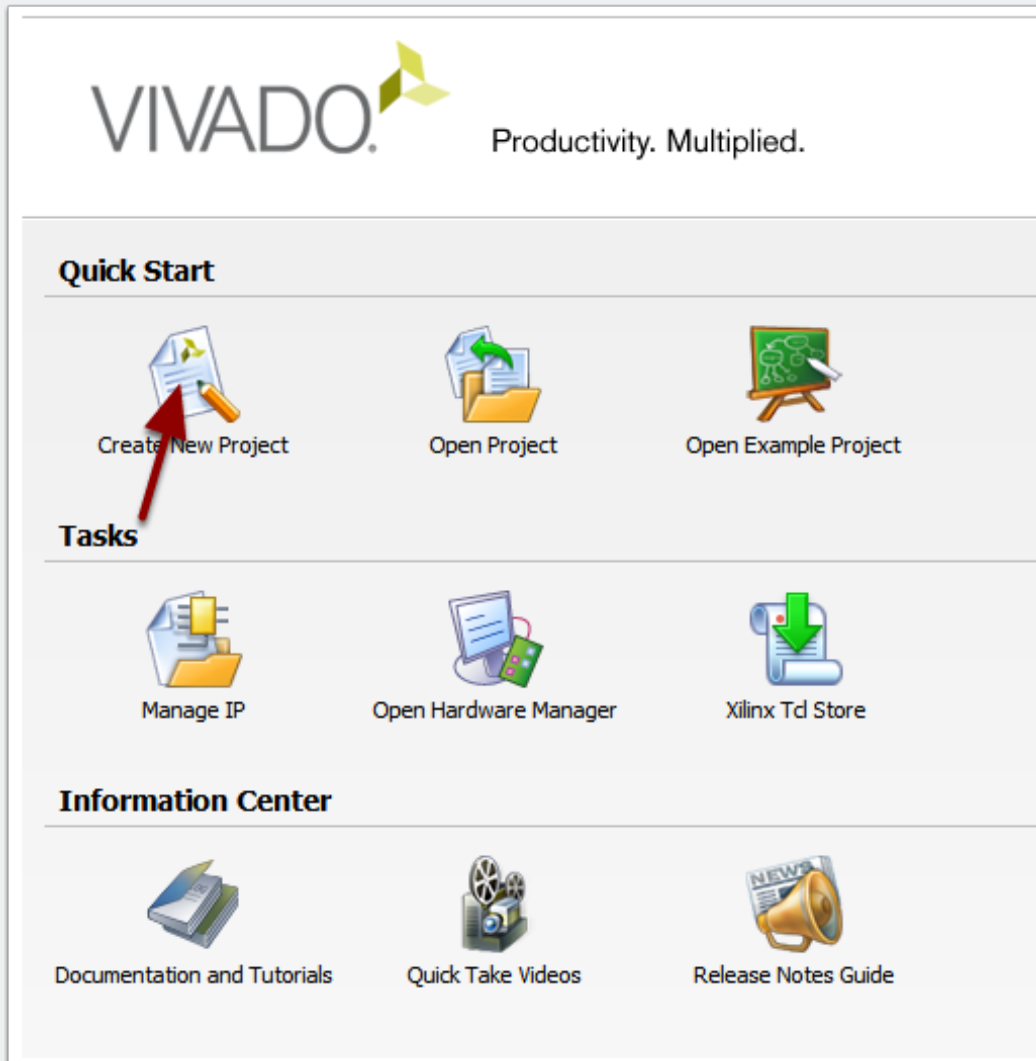 VIVADO.
Productivity. Multiplied.
Quick Start
Create New Project
Open Project
Open Example Project
Tasks
Manage IP
Open Hardware Manager
Xilinx Tcl Store
Information Center
NEWS
Documentation and Tutorials
Quick Take Videos
Release Notes Guide